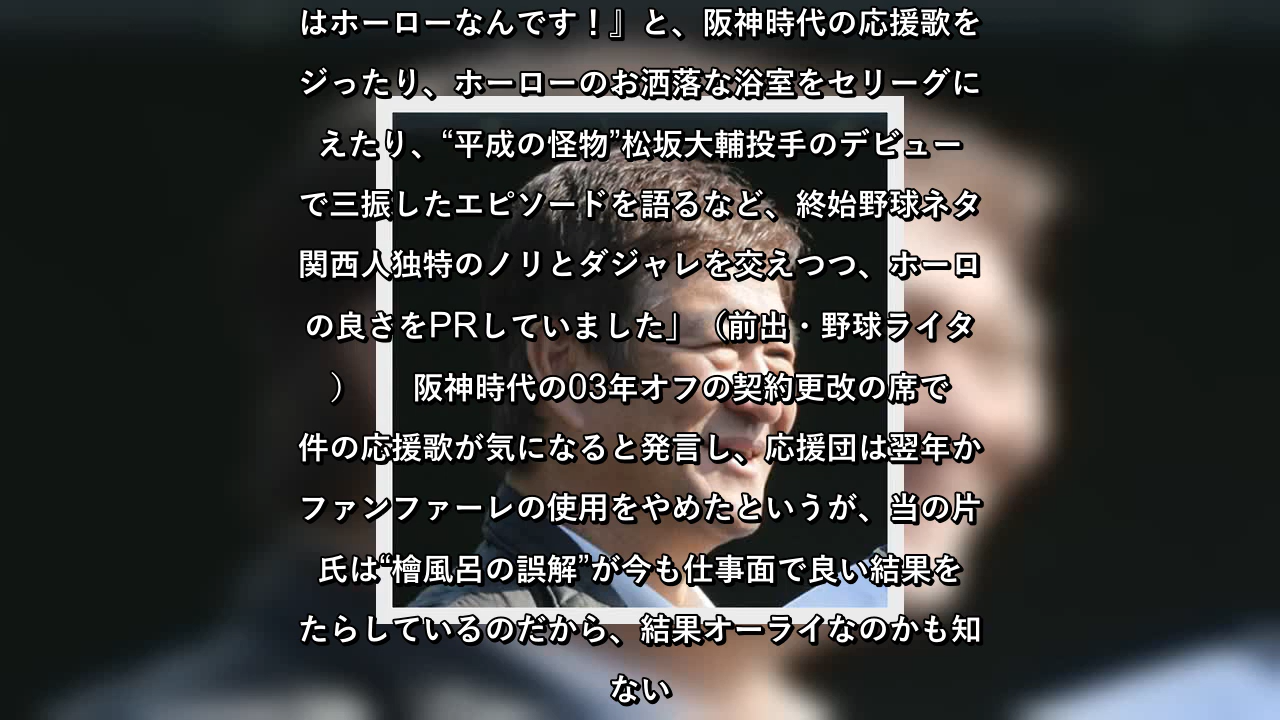 はホーローなんです！』と、阪神時代の応援歌を
ジったり、ホーローのお洒落な浴室をセリーグに
えたり、“平成の怪物”松坂大輔投手のデビュー
で三振したエピソードを語るなど、終始野球ネタ
関西人独特のノリとダジャレを交えつつ、ホーロ
の良さをPRしていました」（前出・野球ライタ
）　　阪神時代の03年オフの契約更改の席で
件の応援歌が気になると発言し、応援団は翌年か
ファンファーレの使用をやめたというが、当の片
氏は“檜風呂の誤解”が今も仕事面で良い結果を
たらしているのだから、結果オーライなのかも知
ない